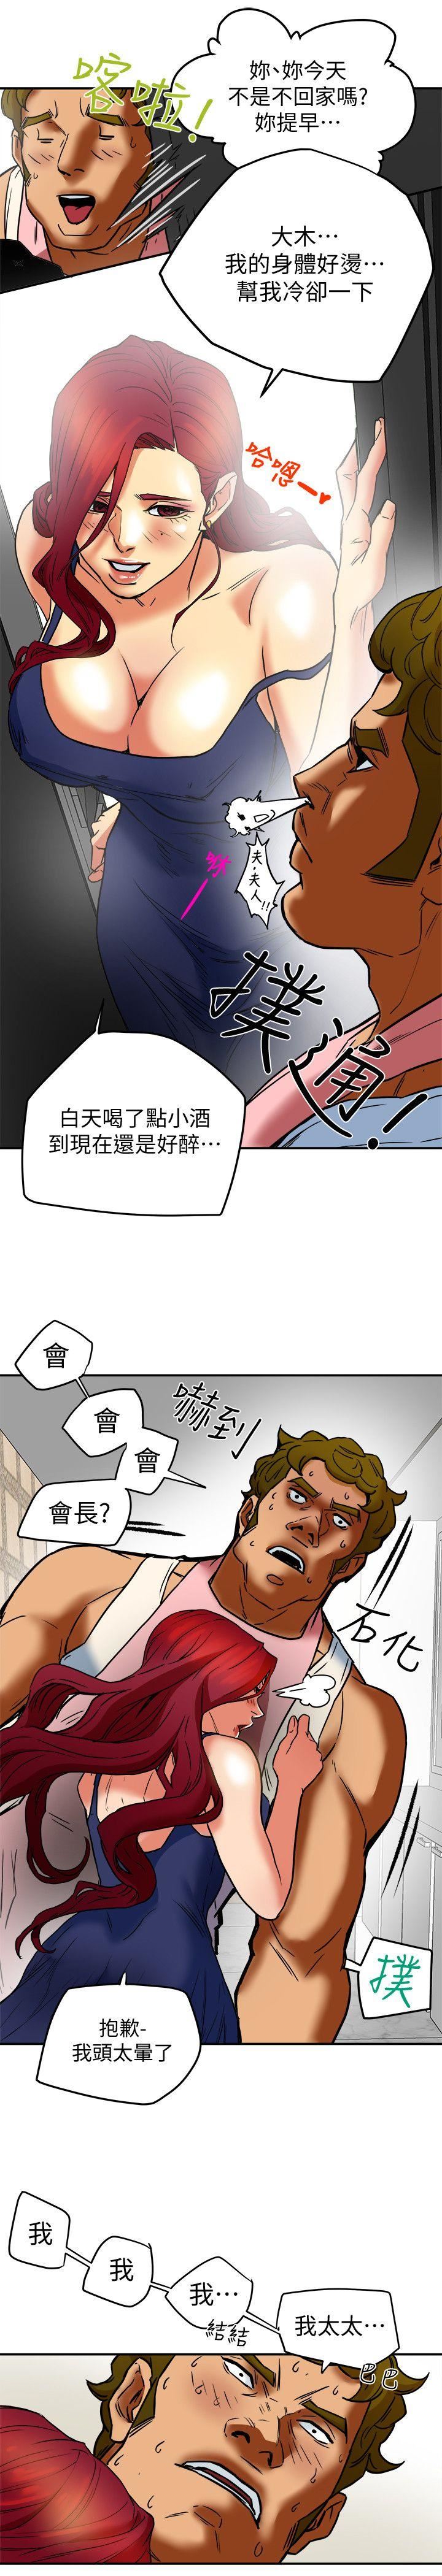 喀啦!
妳、妳今天
不是不回家嗎?
妳提早…
大木…
我的身體好燙…
幫我冷卻一下
哈嗯—♥
夫、夫人!!
撲通!
白天喝了點小酒
到現在還是好醉…
會
會
會
會長?
嚇到
石化
撲
抱歉-
我頭太暈了
我
我
我…
結結
我太太…
巴巴